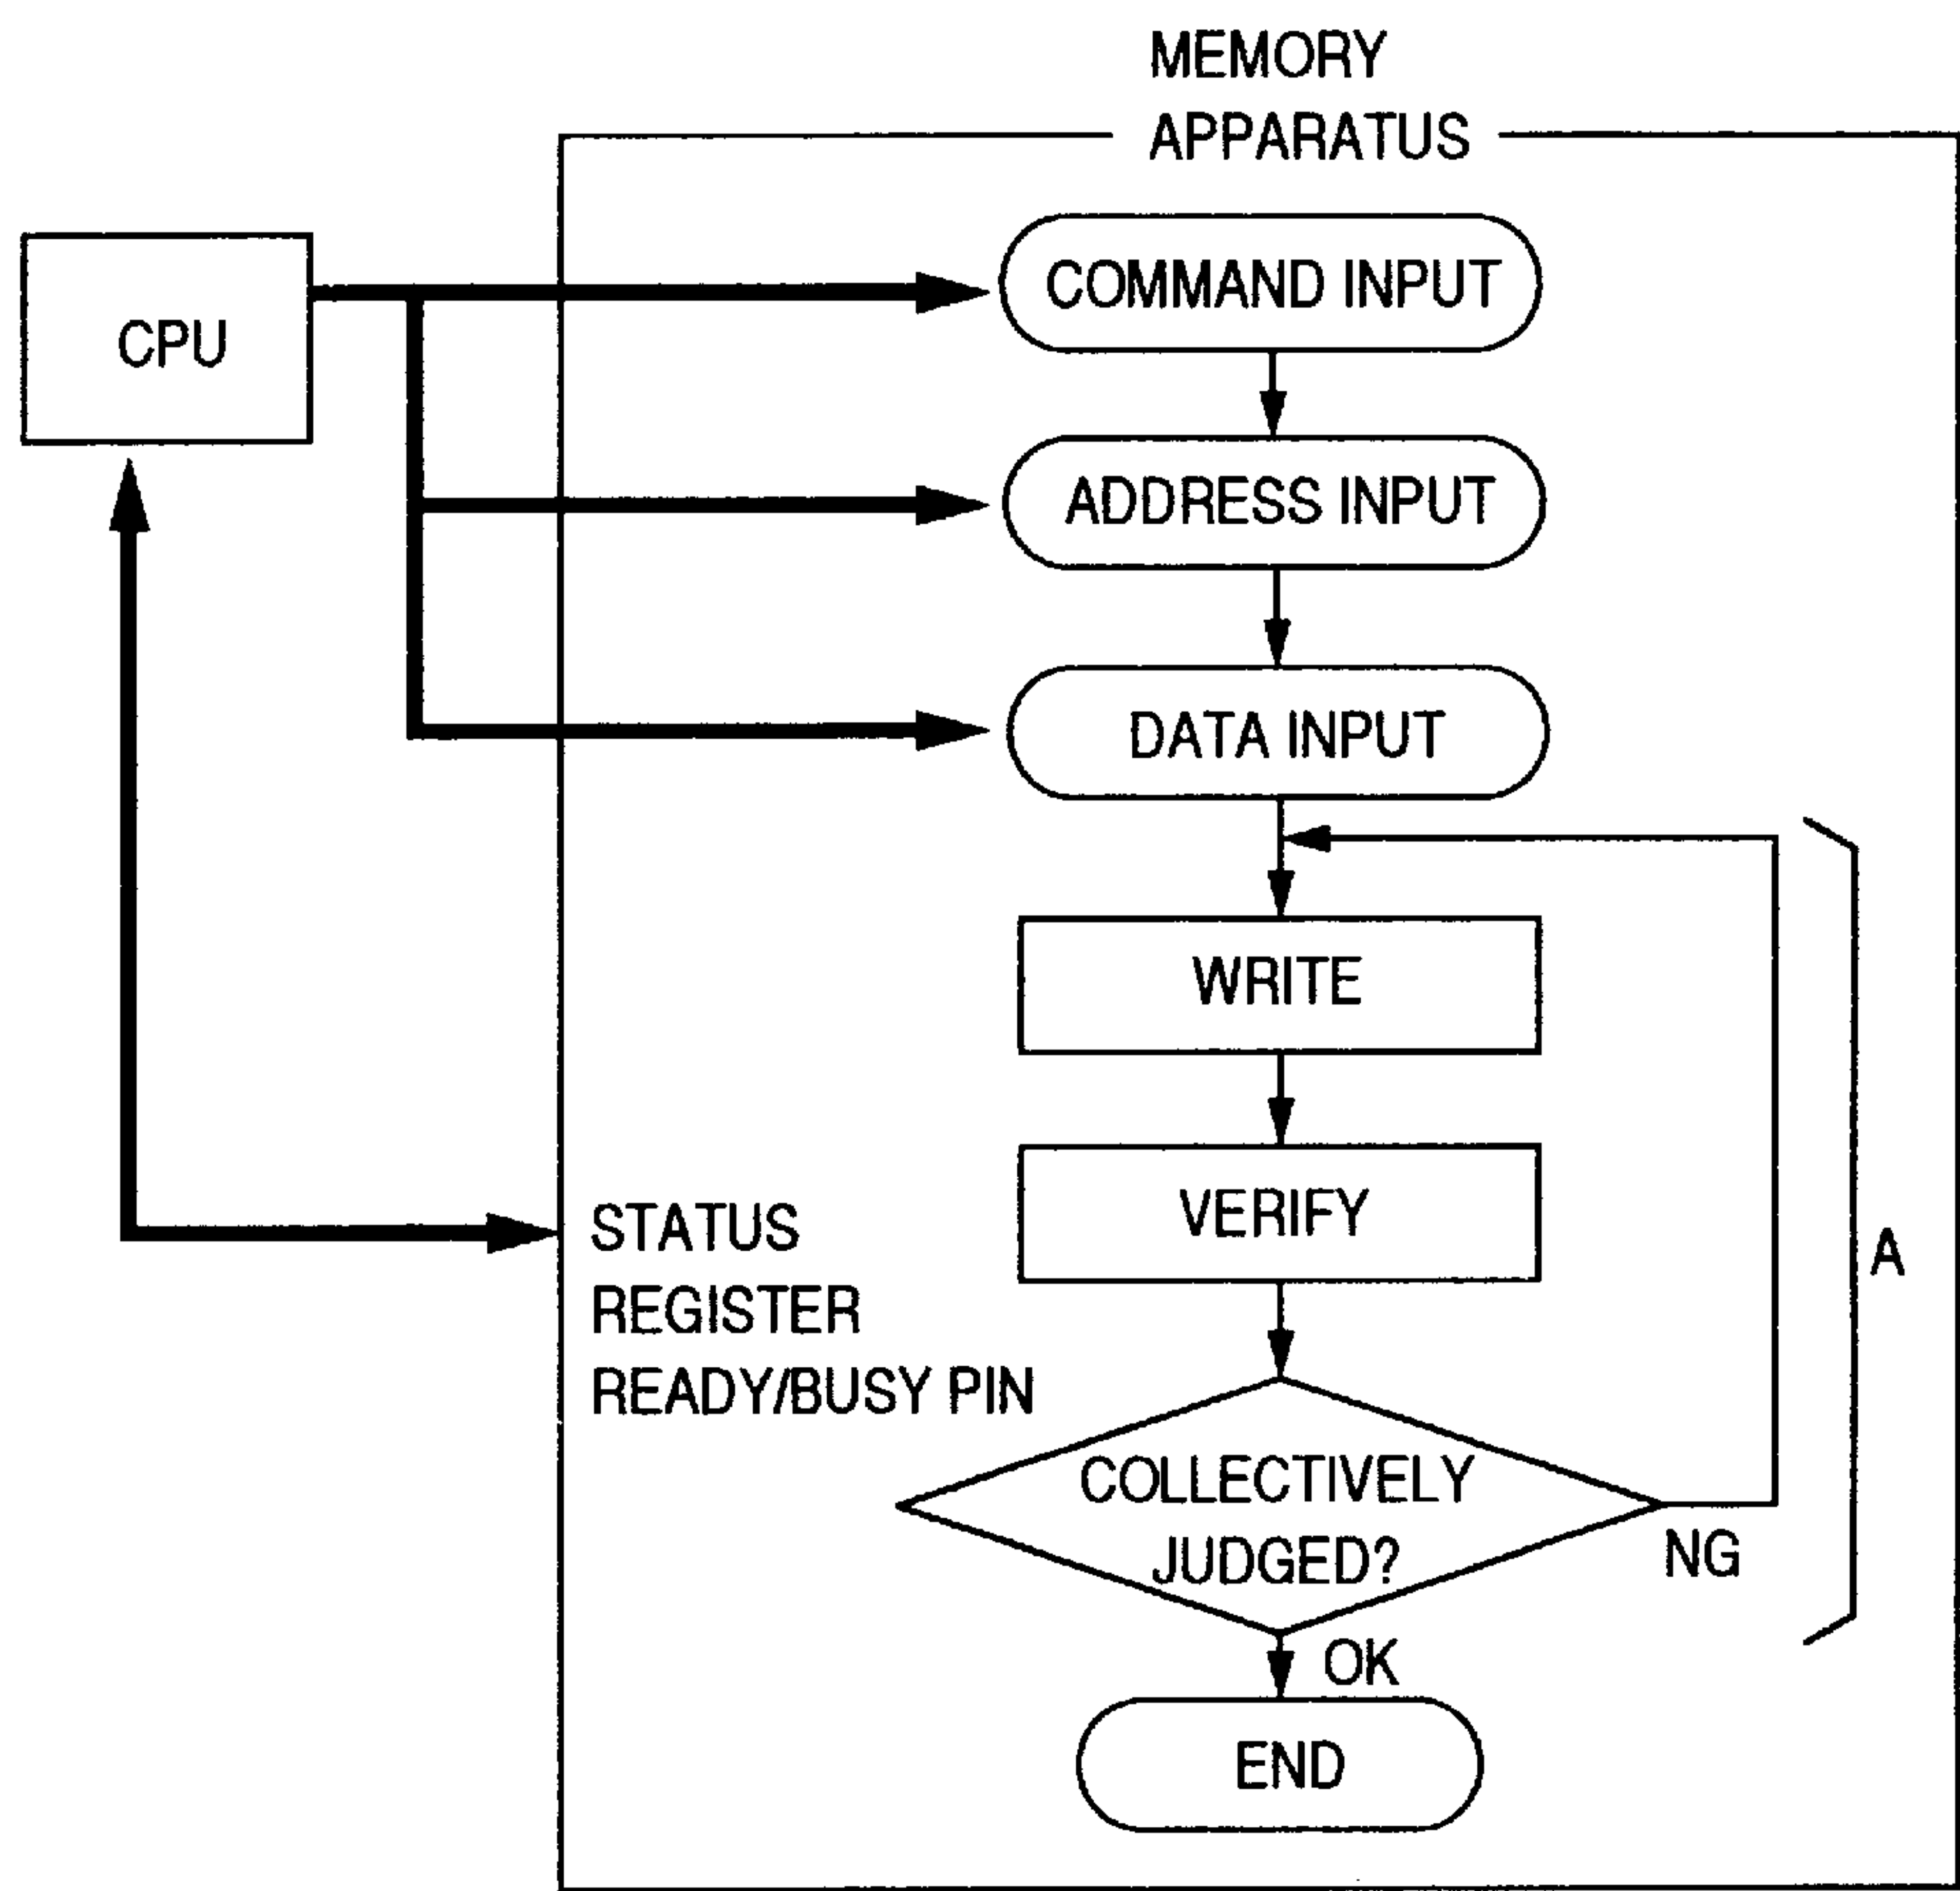 MEMORY
APPARATUS
CPU
COMMAND INPUT
ADDRESS INPUT
DATA INPUT
WRITE
VERIFY
STATUS
REGISTER
READY/BUSY PIN
A
COLLECTIVELY
JUDGED?
NG
OK
END